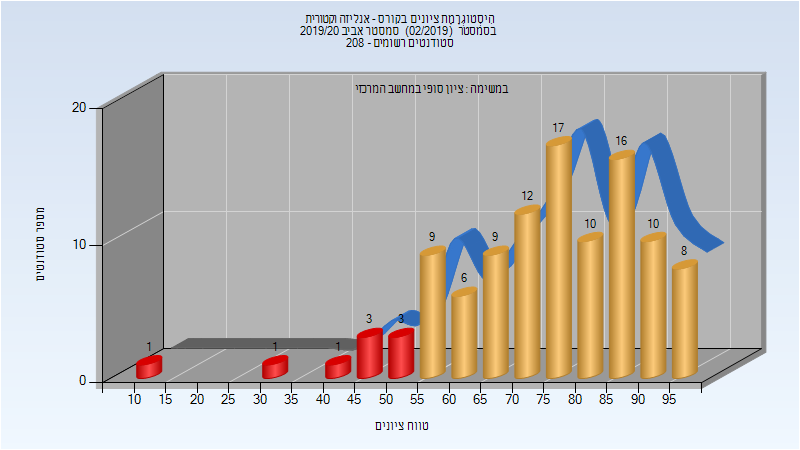 היסטוגרמת ציונים בקורס - אנליזה וקטורית
בסמסטר (02/2019) סמסטר אביב 2019/20
סטודנטים רשומים - 208
במשימה : ציון סופי במחשב המרכזי
מספר סטודנטים
20
10
0
1
1
1
3
3
9
6
9
12
17
10
16
10
8
10 15 20 25 30 35 40 45 50 55 60 65 70 75 80 85 90 95
טווח ציונים